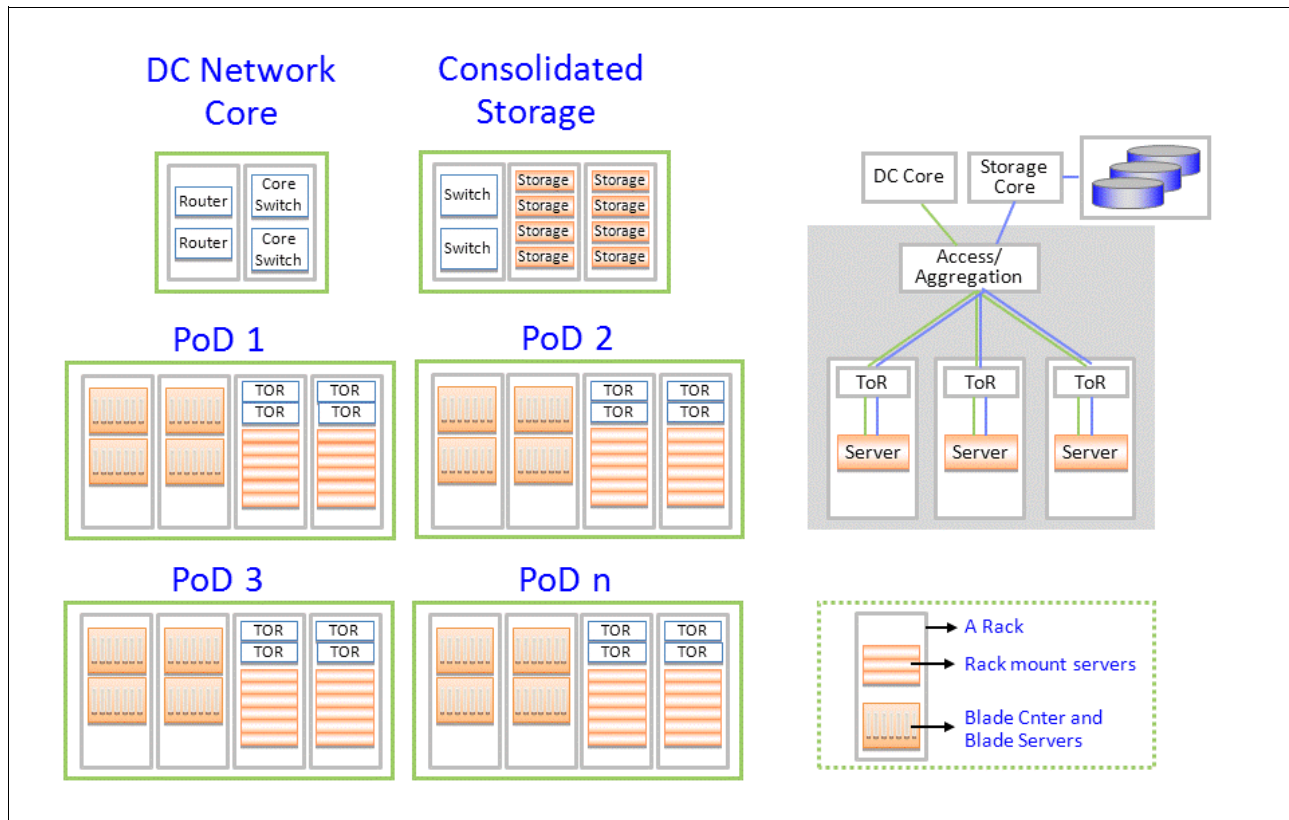 DC Network
Core
Consolidated
Storage
Router
Core
Switch
Router
Core
Switch
Switch
Storage
Storage
Storage
Storage
Switch
Storage
Storage
Storage
Storage
DC Core
Storage
Core
Access/
Aggregation
ToR
ToR
ToR
Server
Server
Server
PoD 1
PoD 2
TOR
TOR
TOR
TOR
TOR
TOR
TOR
TOR
PoD 3
PoD n
TOR
TOR
TOR
TOR
TOR
TOR
TOR
TOR
A Rack
Rack mount servers
Blade Cnter and
Blade Servers